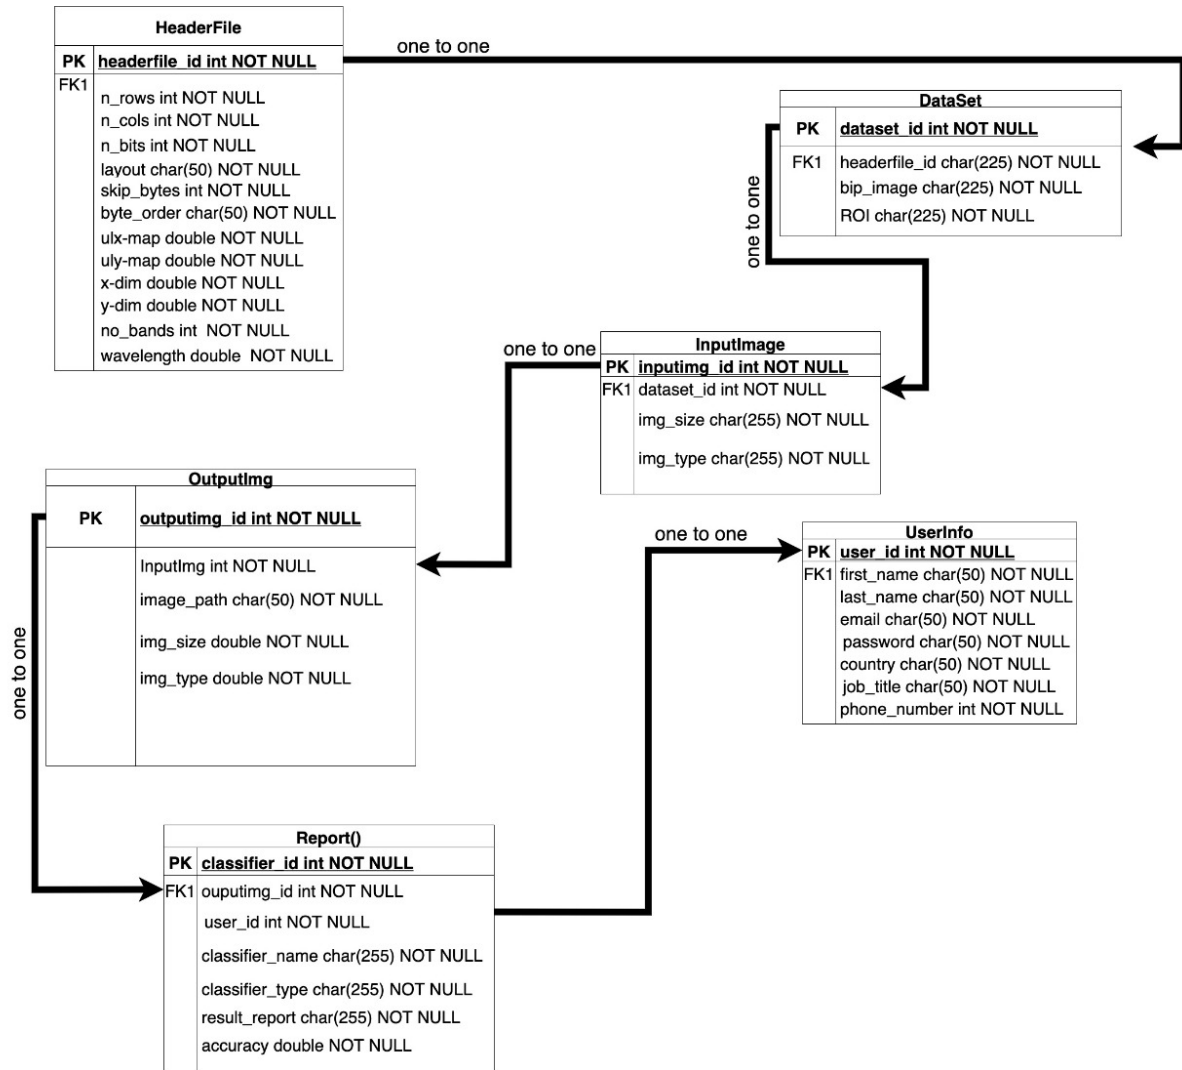 HeaderFile
PK headerfile_id int NOT NULL
FK1
n_rows int NOT NULL
n_cols int NOT NULL
n_bits int NOT NULL
layout char(50) NOT NULL
skip_bytes int NOT NULL
byte_order char(50) NOT NULL
ulx-map double NOT NULL
uly-map double NOT NULL
x-dim double NOT NULL
y-dim double NOT NULL
no_bands int NOT NULL
wavelength double NOT NULL
one to one
DataSet
PK dataset_id int NOT NULL
FK1 headerfile_id char(225) NOT NULL
bip_image char(225) NOT NULL
ROI char(225) NOT NULL
one to one
InputImage
PK inputimg_id int NOT NULL
FK1 dataset_id int NOT NULL
img_size char(255) NOT NULL
img_type char(255) NOT NULL
one to one
OutputImg
PK outputimg_id int NOT NULL
InputImg int NOT NULL
image_path char(50) NOT NULL
img_size double NOT NULL
img_type double NOT NULL
one to one
UserInfo
PK user_id int NOT NULL
FK1 first_name char(50) NOT NULL
last_name char(50) NOT NULL
email char(50) NOT NULL
password char(50) NOT NULL
country char(50) NOT NULL
job_title char(50) NOT NULL
phone_number int NOT NULL
one to one
Report()
PK classifier_id int NOT NULL
FK1 ouputimg_id int NOT NULL
user_id int NOT NULL
classifier_name char(255) NOT NULL
classifier_type char(255) NOT NULL
result_report char(255) NOT NULL
accuracy double NOT NULL